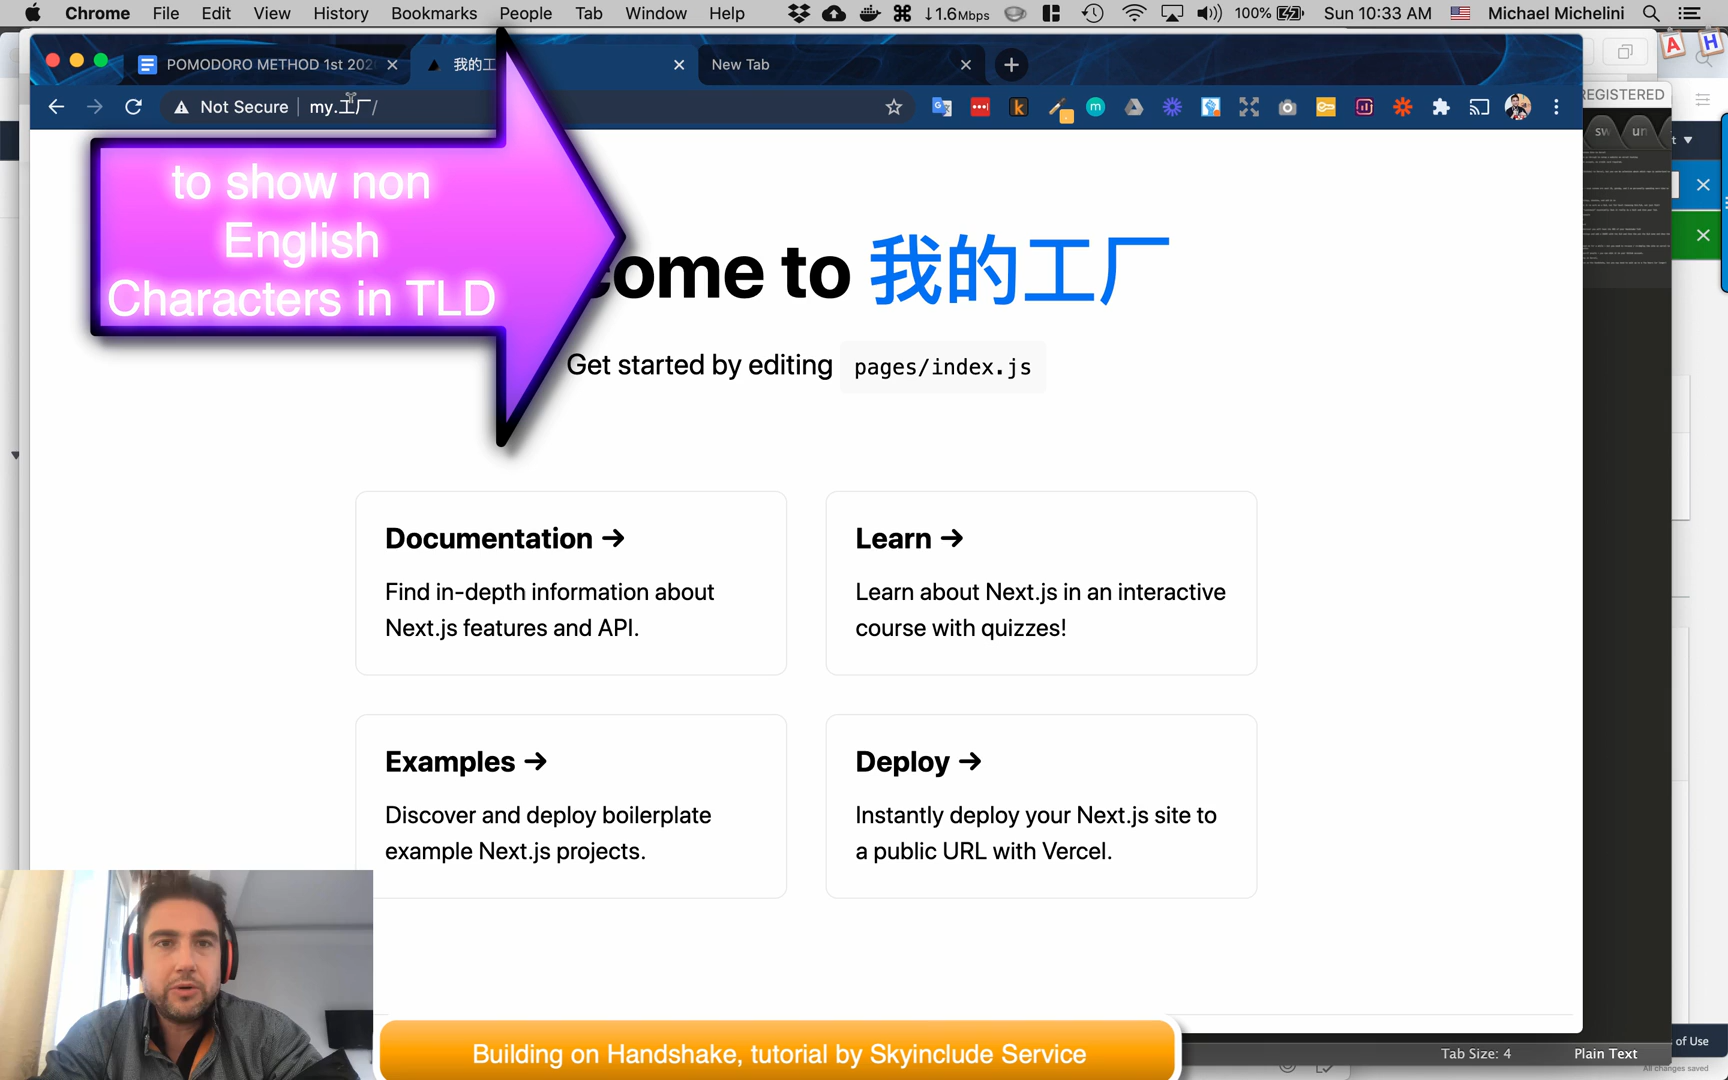 Chrome File Edit View History Bookmarks People Tab Window Help 1.6Mbps 100% Sun 10:33 AM Michael Michelini
POMODORO METHOD 1st 202 我的工 New Tab
Not Secure my.工厂/
REGISTERED
to show non
English
Characters in TLD
ome to 我的工厂
Get started by editing pages/index.js
Documentation →
Find in-depth information about
Next.js features and API.
Learn →
Learn about Next.js in an interactive
course with quizzes!
Examples →
Discover and deploy boilerplate
example Next.js projects.
Deploy →
Instantly deploy your Next.js site to
a public URL with Vercel.
Building on Handshake, tutorial by Skyinclude Service
of Use
Tab Size: 4 Plain Text
All changes saved